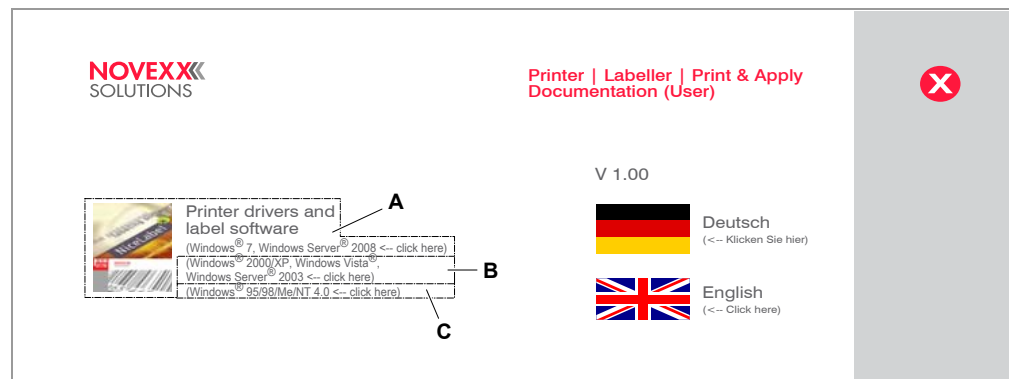 NOVEXX
SOLUTIONS
Printer | Labeller | Print & Apply
Documentation (User)
X
V 1.00
Printer drivers and
label software
(Windows® 7, Windows Server® 2008 <-- click here)
(Windows® 2000/XP, Windows Vista®,
Windows Server® 2003 <-- click here)
(Windows® 95/98/Me/NT 4.0 <-- click here)
NiceLabel
A
B
C
Deutsch
(<-- Klicken Sie hier)
English
(<-- Click here)